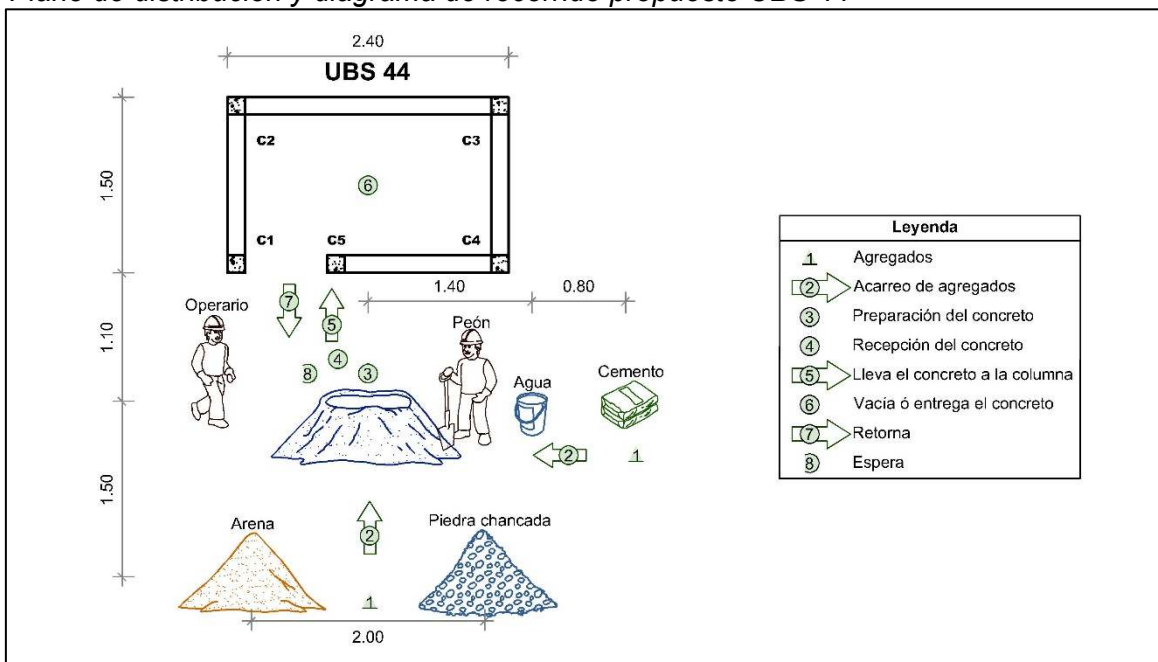 Plano de distribución y diagrama de recorrido propuesto UBS 44
2.40
UBS 44
C2
C3
6
1.50
C1
C5
C4
7
5
1.40
0.80
Operario
Peón
1.10
4
8
3
Agua
Cemento
2
1
1.50
2
Arena
Piedra chancada
1
2.00
Leyenda
1 Agregados
2 Acarreo de agregados
3 Preparación del concreto
4 Recepción del concreto
5 Lleva el concreto a la columna
6 Vacía ó entrega el concreto
7 Retorna
8 Espera